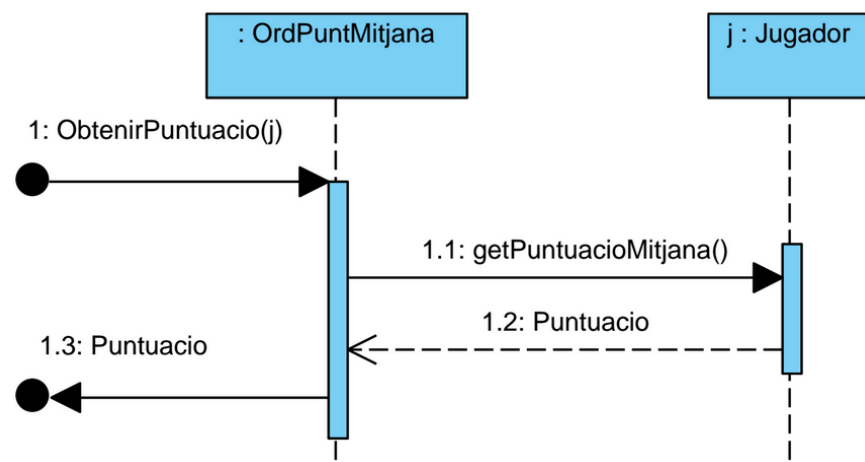 : OrdPuntMitjana
j : Jugador
1: ObtenirPuntuacio(j)
1.1: getPuntuacioMitjana()
1.2: Puntuacio
1.3: Puntuacio